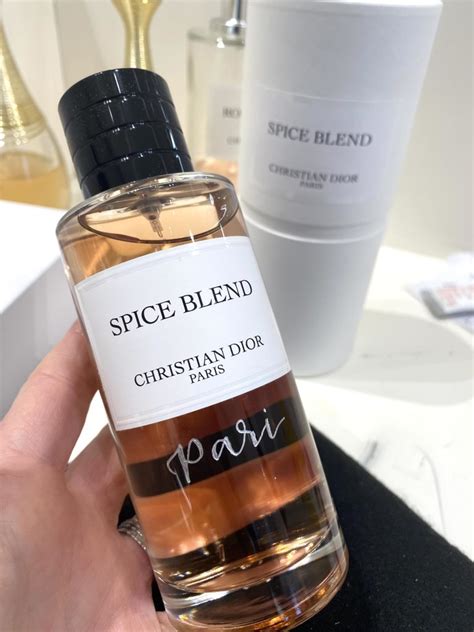 SPICE BLEND
CHRISTIAN DIOR
PARIS
Pari
SPICE BLEND
CHRISTIAN DIOR
PARIS